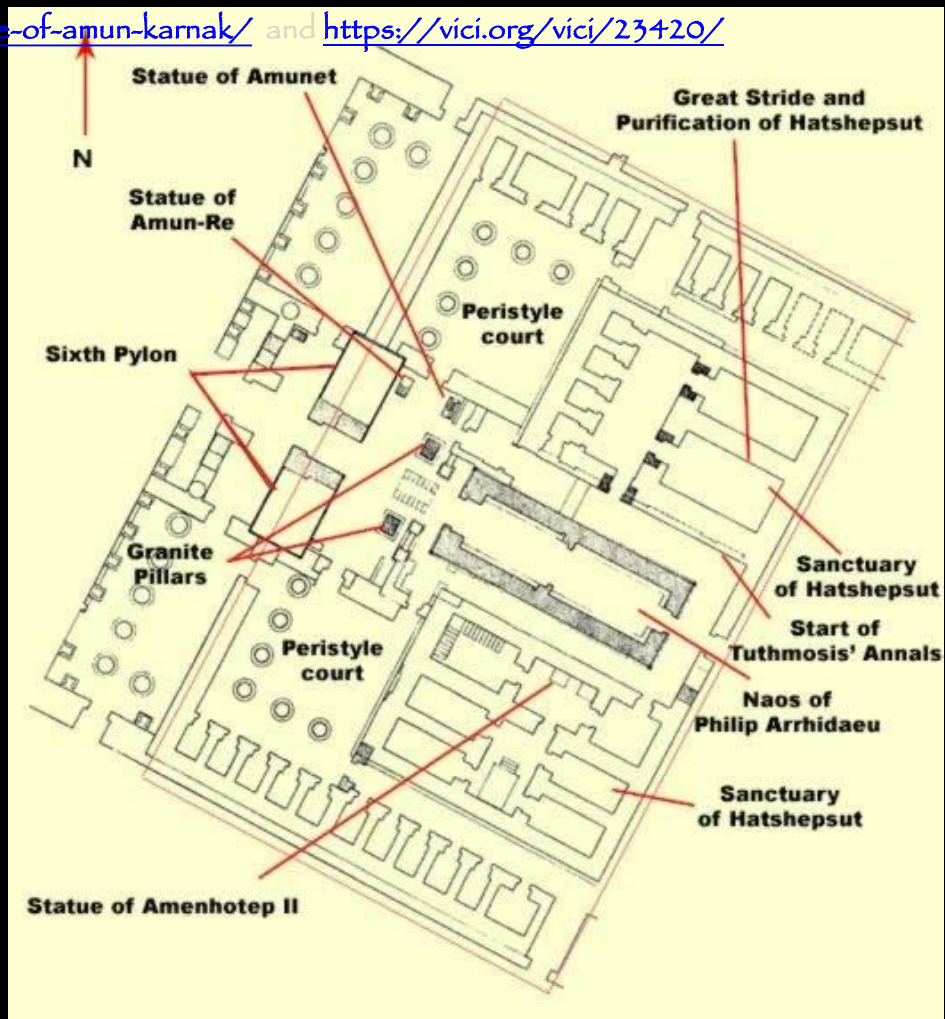 e-of-amun-karnak/ and https://vici.org/vici/23420/
Statue of Amunet
Great Stride and
Purification of Hatshepsut
N
Statue of
Amun-Re
Peristyle
court
Sixth Pylon
Granite
Pillars
Sanctuary
of Hatshepsut
Start of
Tuthmosis' Annals
Peristyle
court
Naos of
Philip Arrhidaeu
Sanctuary
of Hatshepsut
Statue of Amenhotep II